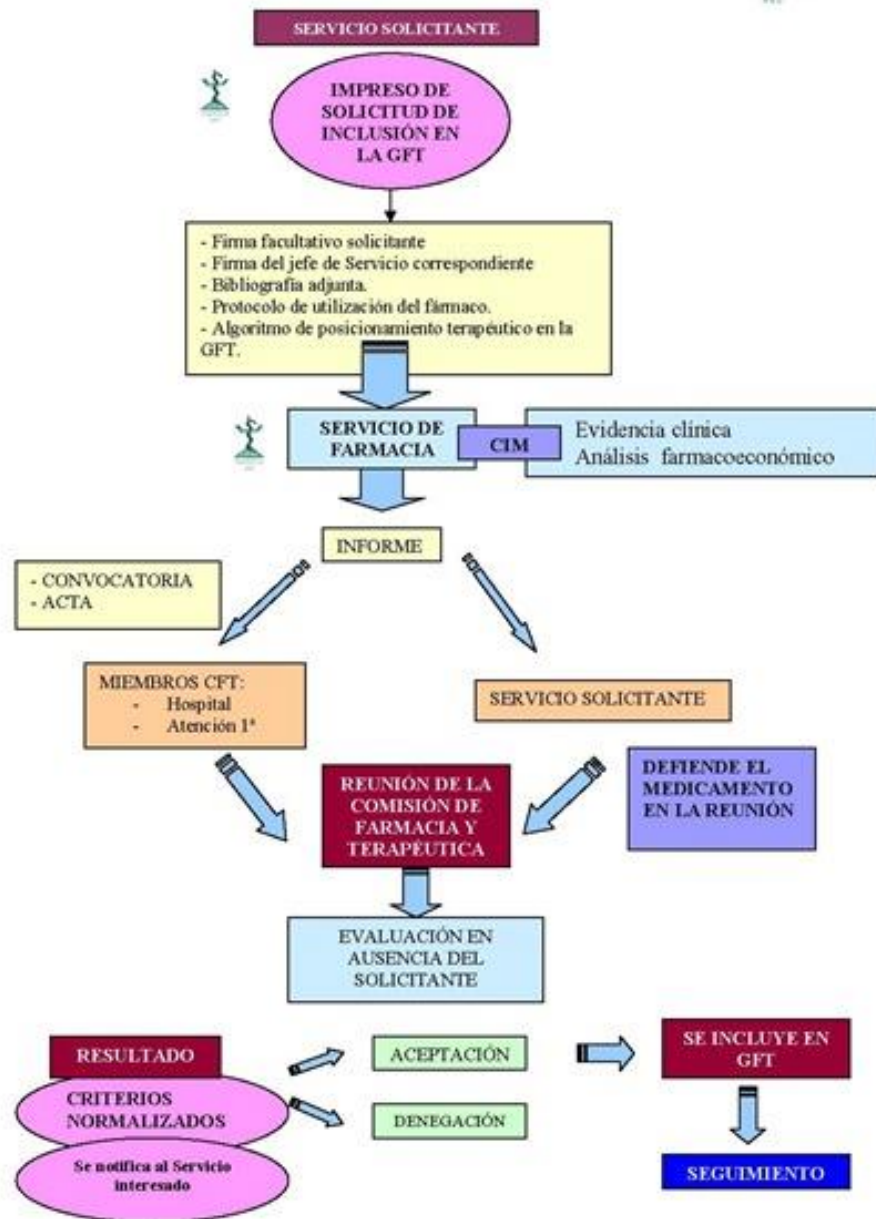 SERVICIO SOLICITANTE
IMPRESO DE
SOLICITUD DE
INCLUSIÓN EN
LA GFT
- Firma facultativo solicitante
- Firma del jefe de Servicio correspondiente
- Bibliografía adjunta.
- Protocolo de utilización del fármaco.
- Algoritmo de posicionamiento terapéutico en la
GFT.
SERVICIO DE
FARMACIA
CIM
Evidencia clínica
Análisis farmacoeconómico
INFORME
- CONVOCATORIA
- ACTA
MIEMBROS CFT:
- Hospital
- Atención 1ª
SERVICIO SOLICITANTE
REUNIÓN DE LA
COMISIÓN DE
FARMACIA Y
TERAPÉUTICA
DEFIENDE EL
MEDICAMENTO
EN LA REUNIÓN
EVALUACIÓN EN
AUSENCIA DEL
SOLICITANTE
RESULTADO
CRITERIOS
NORMALIZADOS
Se notifica al Servicio
interesado
ACEPTACIÓN
DENEGACIÓN
SE INCLUYE EN
GFT
SEGUIMIENTO